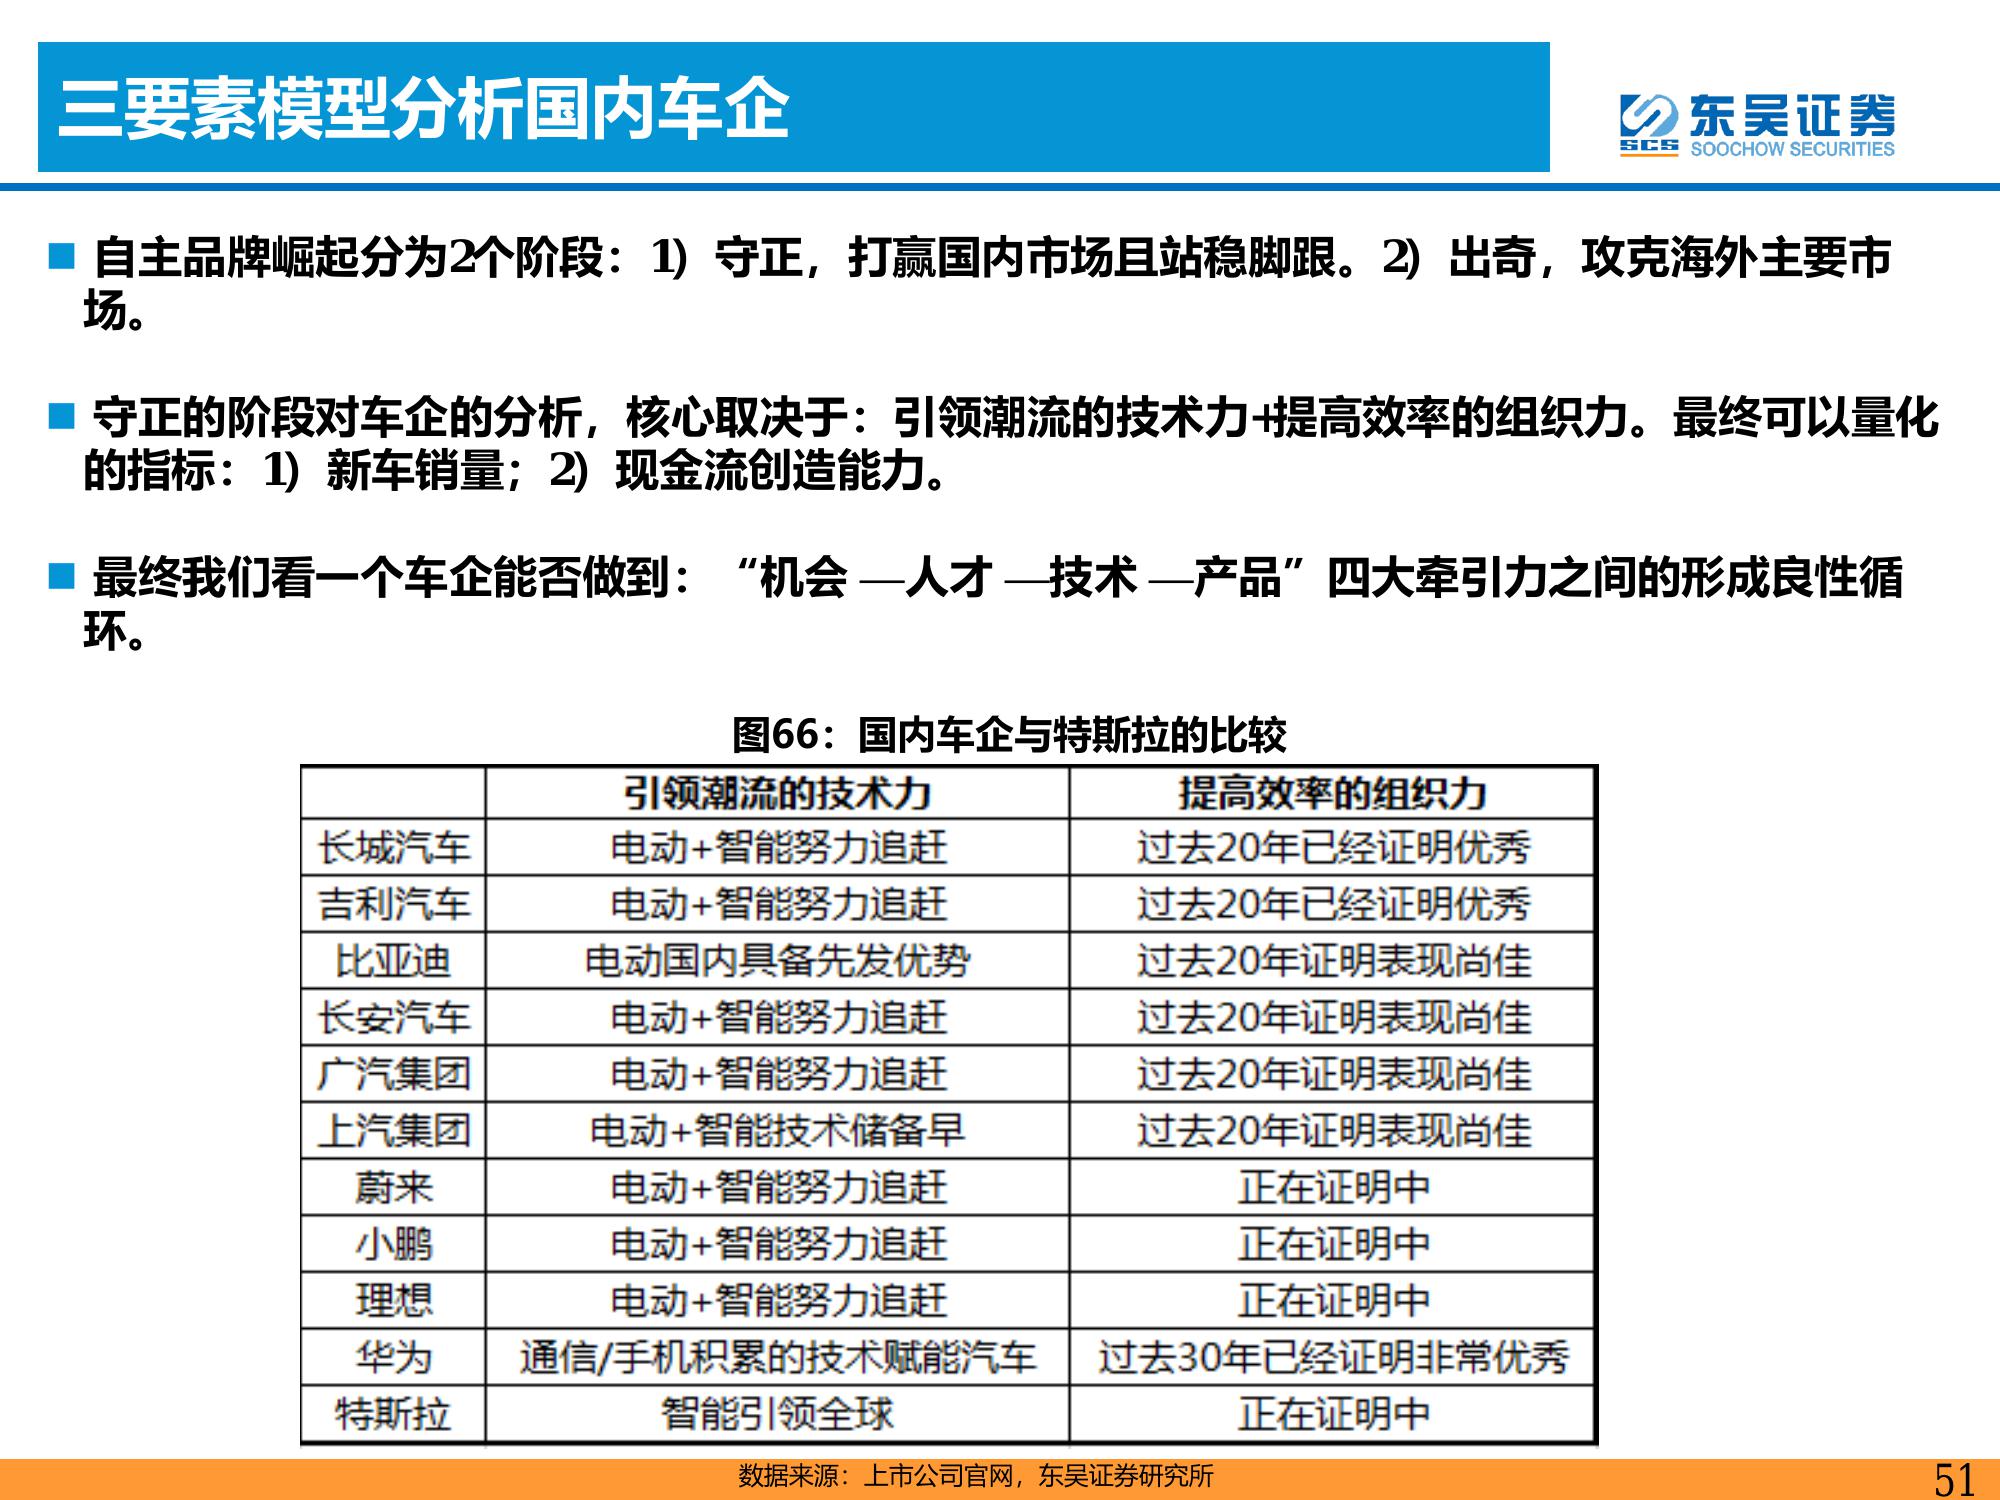 三要素模型分析国内车企
东吴证券
SCS
SOOCHOW SECURITIES
自主品牌崛起分为2个阶段：1）守正，打赢国内市场且站稳脚跟。2）出奇，攻克海外主要市
场。
守正的阶段对车企的分析，核心取决于：引领潮流的技术力+提高效率的组织力。最终可以量化
的指标：1）新车销量；2）现金流创造能力。
最终我们看一个车企能否做到：“机会 —人才 —技术 —产品”四大牵引力之间的形成良性循
环。
图66：国内车企与特斯拉的比较
引领潮流的技术力 提高效率的组织力
长城汽车 电动+智能努力追赶 过去20年已经证明优秀
吉利汽车 电动+智能努力追赶 过去20年已经证明优秀
比亚迪 电动国内具备先发优势 过去20年证明表现尚佳
长安汽车 电动+智能努力追赶 过去20年证明表现尚佳
广汽集团 电动+智能努力追赶 过去20年证明表现尚佳
上汽集团 电动+智能技术储备早 过去20年证明表现尚佳
蔚来 电动+智能努力追赶 正在证明中
小鹏 电动+智能努力追赶 正在证明中
理想 电动+智能努力追赶 正在证明中
华为 通信/手机积累的技术赋能汽车 过去30年已经证明非常优秀
特斯拉 智能引领全球 正在证明中
数据来源：上市公司官网，东吴证券研究所
51